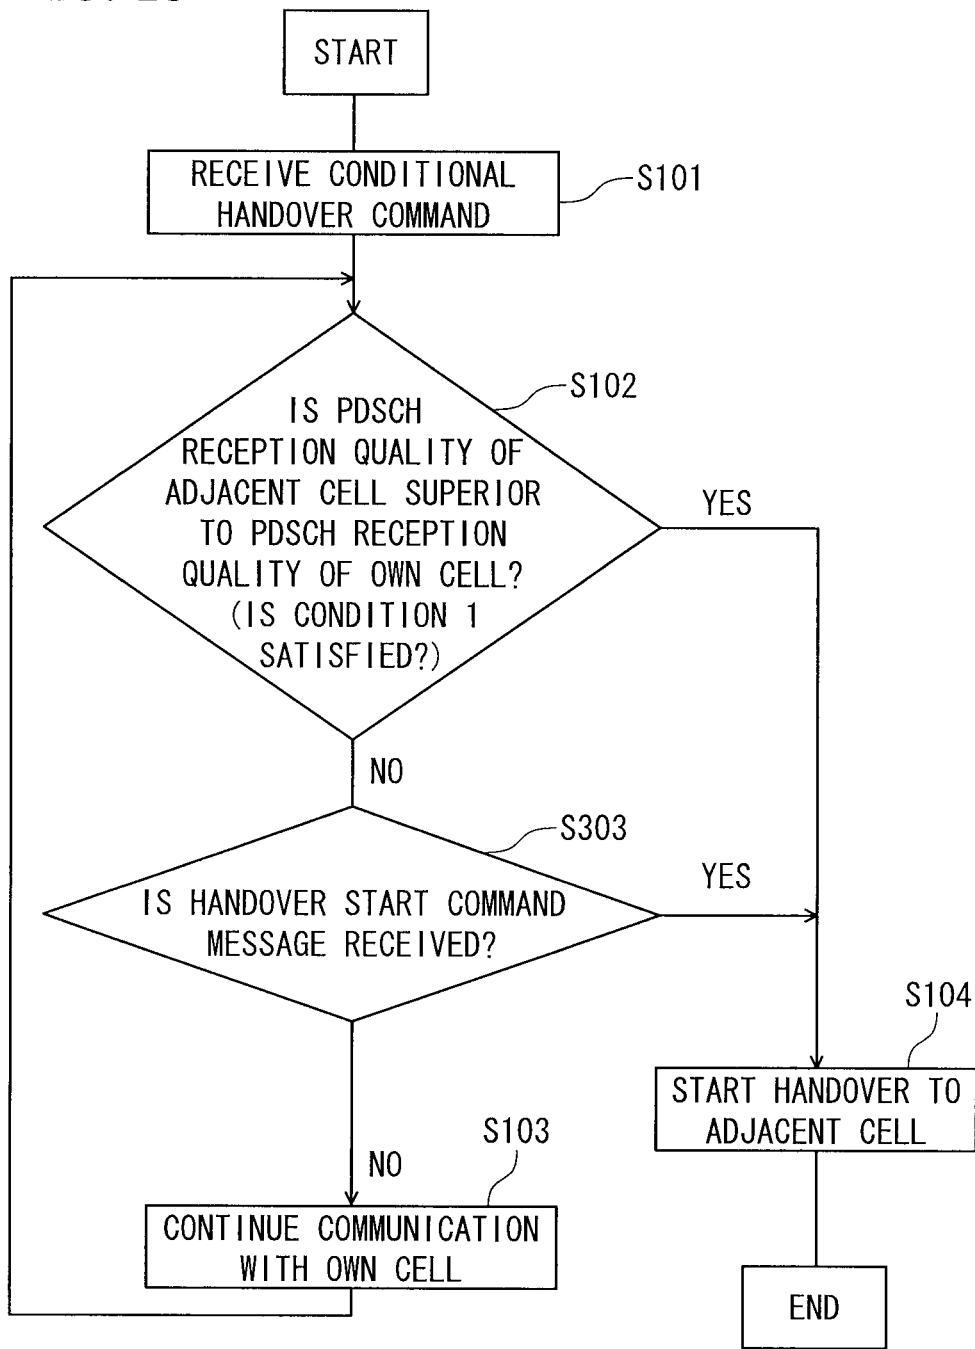 START
RECEIVE CONDITIONAL
HANDOVER COMMAND
S101
IS PDSCH
RECEPTION QUALITY OF
ADJACENT CELL SUPERIOR
TO PDSCH RECEPTION
QUALITY OF OWN CELL?
(IS CONDITION 1
SATISFIED?)
S102
YES
NO
IS HANDOVER START COMMAND
MESSAGE RECEIVED?
S303
YES
NO
S104
START HANDOVER TO
ADJACENT CELL
S103
CONTINUE COMMUNICATION
WITH OWN CELL
END